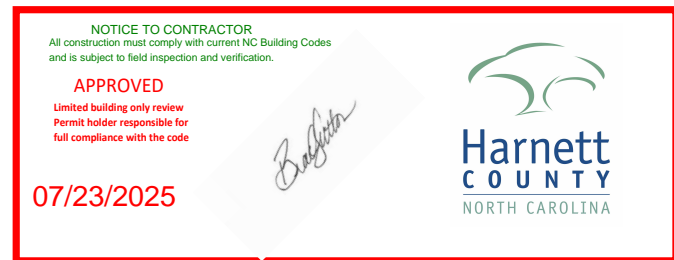 NOTICE TO CONTRACTOR
All construction must comply with current NC Building Codes
and is subject to field inspection and verification.
APPROVED
Limited building only review
Permit holder responsible for
full compliance with the code
07/23/2025
Harnett
COUNTY
NORTH CAROLINA